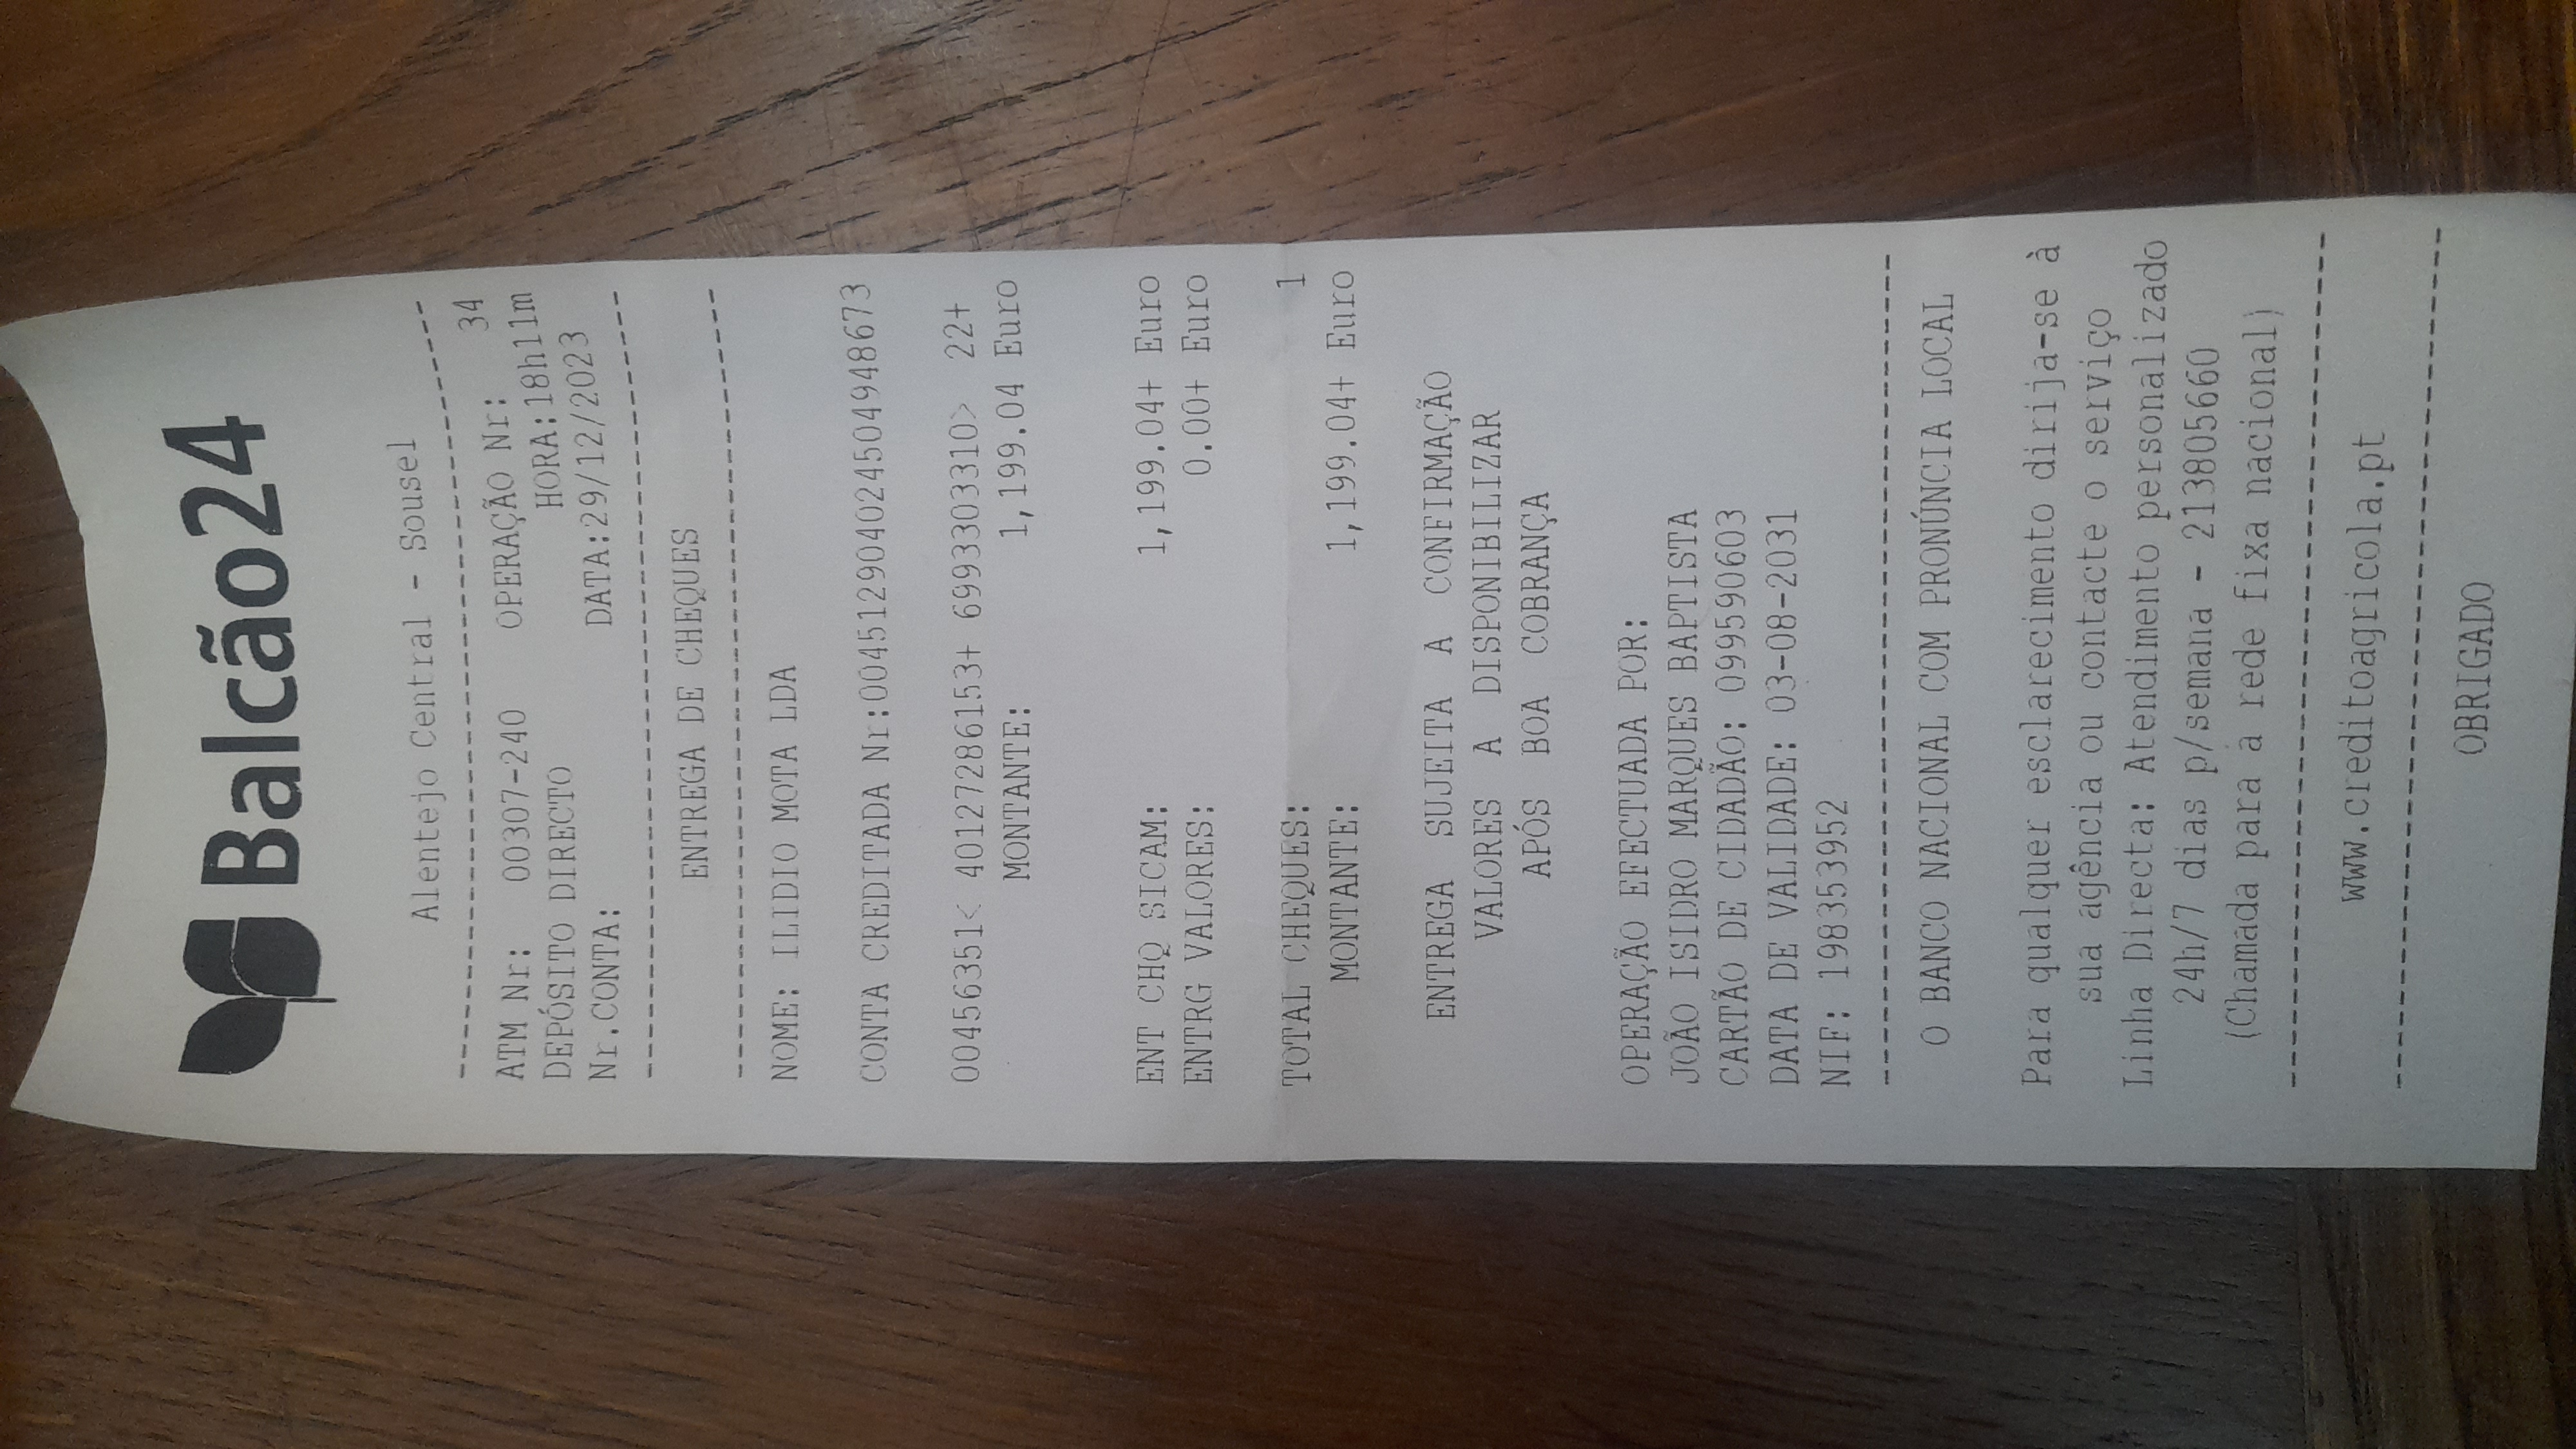 Balcão24
Alentejo Central - Sousel
ATM Nr: 00307-240 OPERAÇÃO Nr: 34
DEPÓSITO DIRECTO HORA:18h11m
Nr.CONTA: DATA:29/12/2023
ENTREGA DE CHEQUES
NOME: ILIDIO MOTA LDA
CONTA CREDITADA Nr:004512904024504948673
00456351< 40127286153+ 6993303310> 22+
MONTANTE: 1,199.04 Euro
ENT CHQ SICAM: 1,199.04+ Euro
ENTRG VALORES: 0.00+ Euro
TOTAL CHEQUES: 1
MONTANTE: 1,199.04+ Euro
ENTREGA SUJEITA A CONFIRMAÇÃO
VALORES A DISPONIBILIZAR
APÓS BOA COBRANÇA
OPERAÇÃO EFECTUADA POR:
JOÃO ISIDRO MARQUES BAPTISTA
CARTÃO DE CIDADÃO: 099590603
DATA DE VALIDADE: 03-08-2031
NIF: 198353952
O BANCO NACIONAL COM PRONÚNCIA LOCAL
Para qualquer esclarecimento dirija-se à
sua agência ou contacte o serviço
Linha Directa: Atendimento personalizado
24h/7 dias p/semana - 213805660
(Chamada para a rede fixa nacional)
www.creditoagricola.pt
OBRIGADO